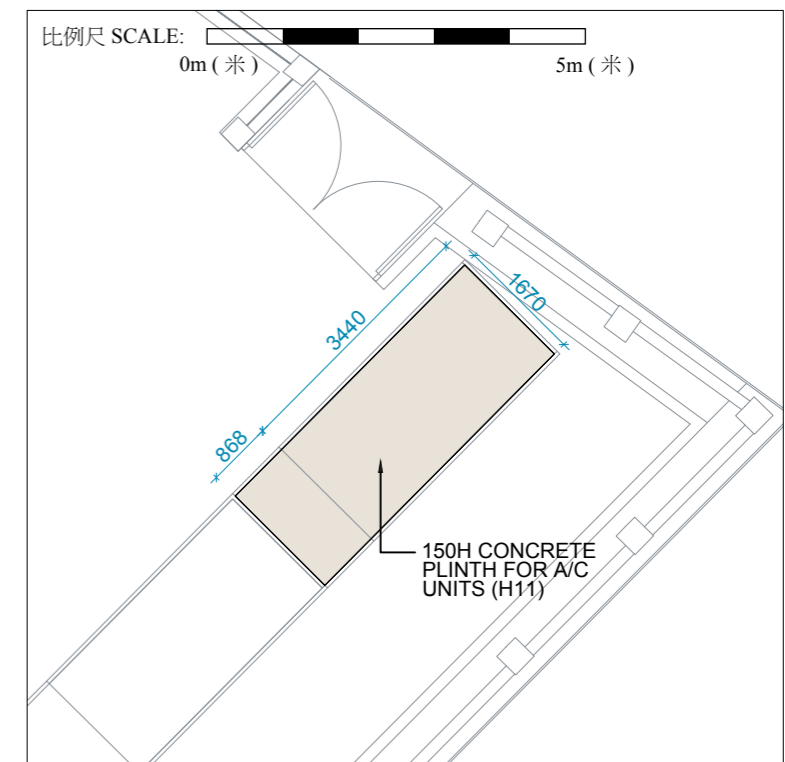 比例尺 SCALE:
0m ( 米 )
5m ( 米 )
1670
3440
868
150H CONCRETE
PLINTH FOR A/C
UNITS (H11)